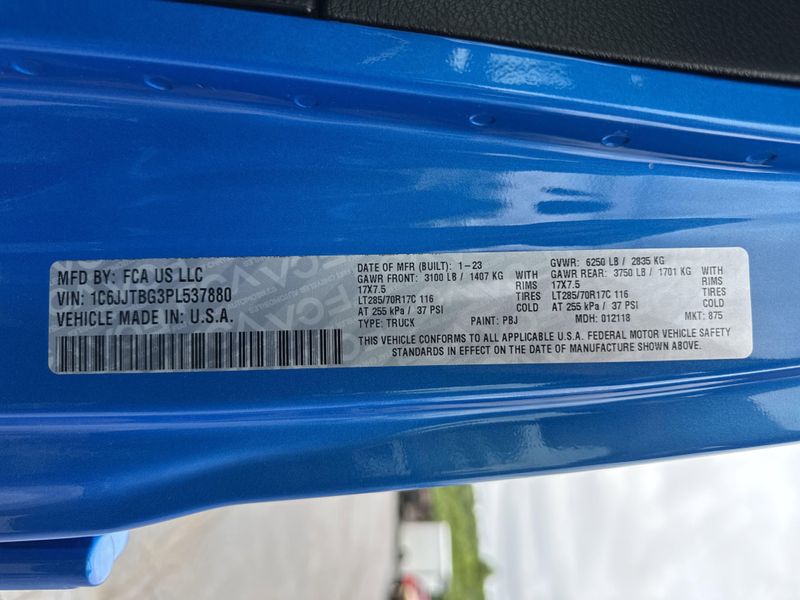 MFD BY: FCA US LLC
VIN: 1C6JJTBG3PL537880
VEHICLE MADE IN: U.S.A.
DATE OF MFR (BUILT): 1-23 GVWR: 6250 LB / 2835 KG
GAWR FRONT: 3100 LB / 1407 KG WITH GAWR REAR: 3750 LB / 1701 KG WITH
17X7.5 RIMS 17X7.5 RIMS
LT285/70R17C 116 TIRES LT285/70R17C 116 TIRES
AT 255 kPa / 37 PSI COLD AT 255 kPa / 37 PSI COLD
TYPE: TRUCK PAINT: PBJ MDH: 012118 MKT: 875
THIS VEHICLE CONFORMS TO ALL APPLICABLE U.S.A. FEDERAL MOTOR VEHICLE SAFETY
STANDARDS IN EFFECT ON THE DATE OF MANUFACTURE SHOWN ABOVE.